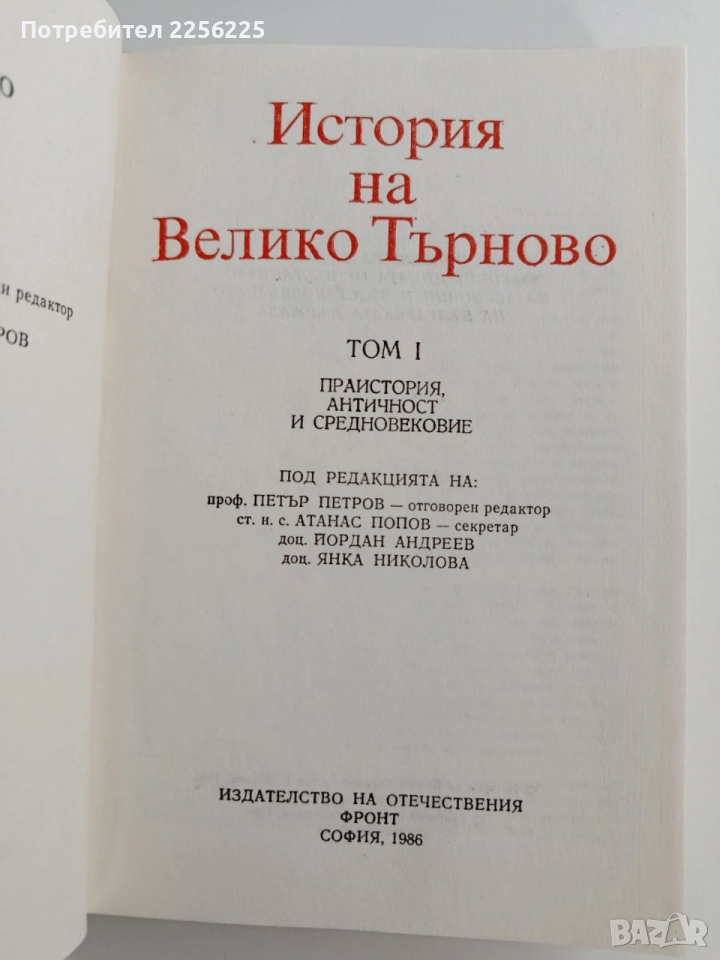 Потребител 2256225
О
и редактор
РОВ
История
на
Велико Търново
ТОМ I
ПРАИСТОРИЯ,
АНТИЧНОСТ
И СРЕДНОВЕКОВИЕ
ПОД РЕДАКЦИЯТА НА:
проф. ПЕТЪР ПЕТРОВ — отговорен редактор
ст. н. с. АТАНАС ПОПОВ — секретар
доц. ЙОРДАН АНДРЕЕВ
доц. ЯНКА НИКОЛОВА
ИЗДАТЕЛСТВО НА ОТЕЧЕСТВЕНИЯ
ФРОНТ
СОФИЯ, 1986
BAZAR